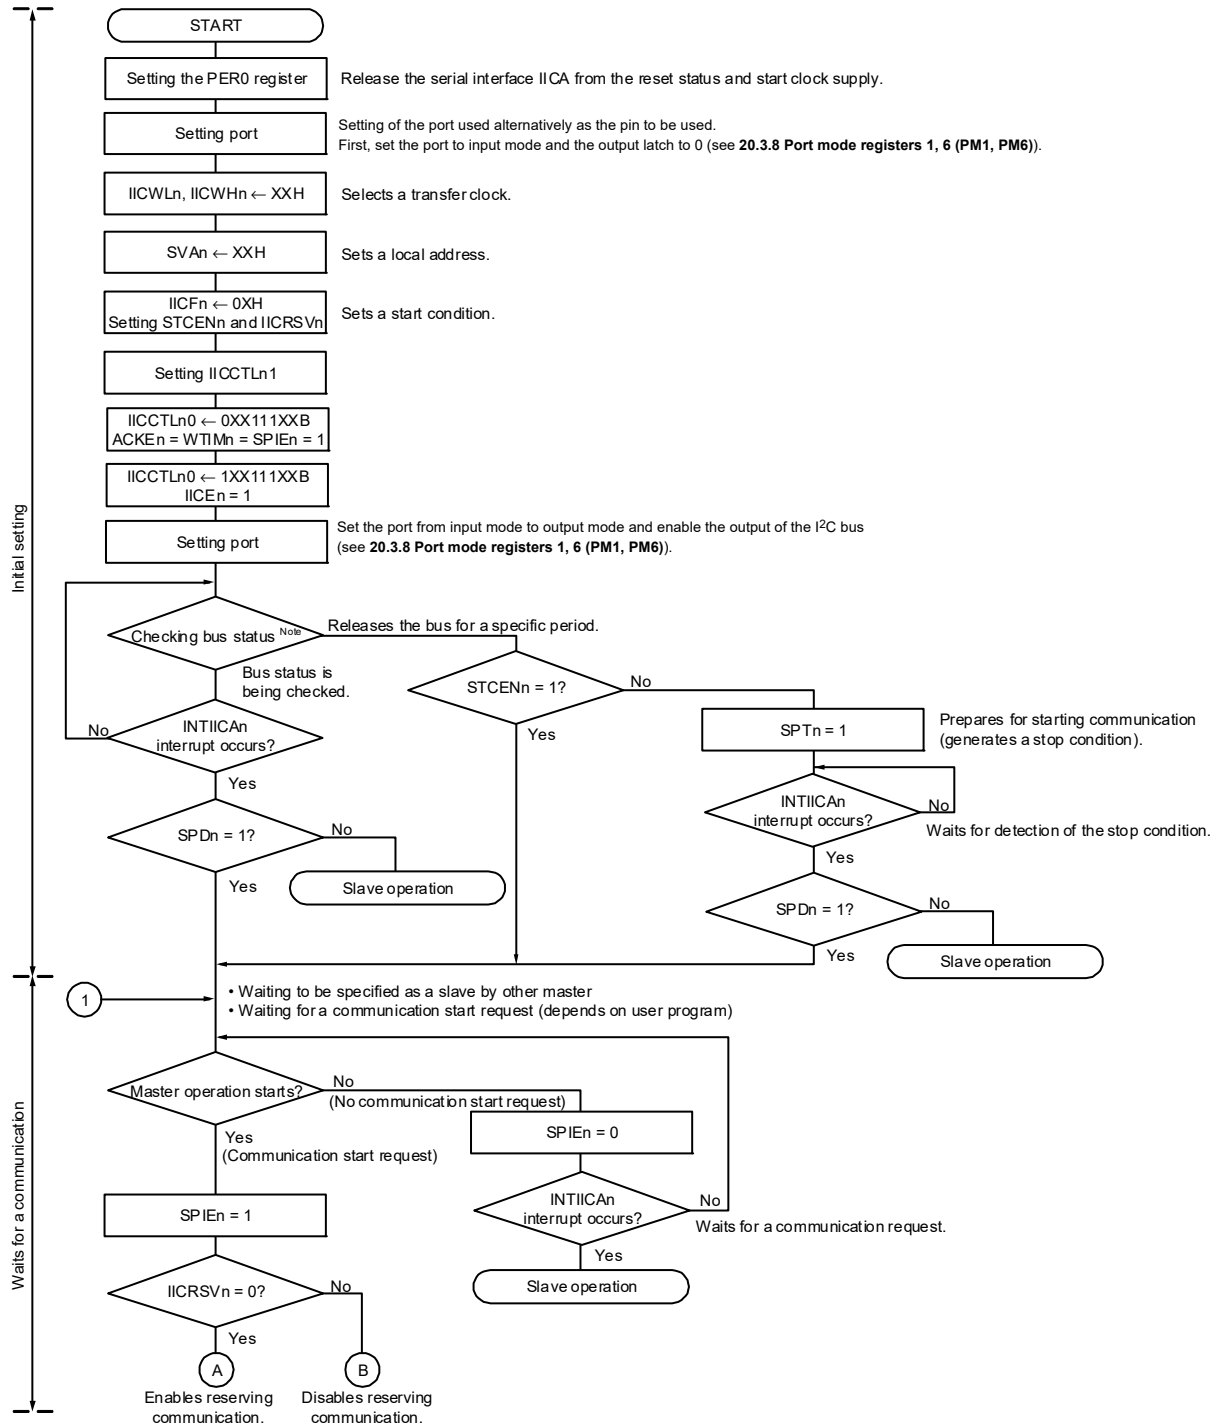 START
Setting the PER0 register
Release the serial interface IICA from the reset status and start clock supply.
Setting port
Setting of the port used alternatively as the pin to be used.
First, set the port to input mode and the output latch to 0 (see 20.3.8 Port mode registers 1, 6 (PM1, PM6)).
IICWLn, IICWHn ← XXH
Selects a transfer clock.
SVAn ← XXH
Sets a local address.
IICFn ← 0XH
Setting STCENn and IICRSVn
Sets a start condition.
Setting IICCTLn1
IICCTLn0 ← 0XX111XXB
ACKEn = WTIMn = SPIEn = 1
IICCTLn0 ← 1XX111XXB
IICEn = 1
Setting port
Set the port from input mode to output mode and enable the output of the I2C bus
(see 20.3.8 Port mode registers 1, 6 (PM1, PM6)).
Initial setting
Checking bus status Note
Releases the bus for a specific period.
Bus status is
being checked.
STCENn = 1?
No
Yes
SPTn = 1
Prepares for starting communication
(generates a stop condition).
No
INTIICAn
interrupt occurs?
Yes
INTIICAn
interrupt occurs?
No
Waits for detection of the stop condition.
Yes
SPDn = 1?
No
Yes
Slave operation
SPDn = 1?
No
Yes
Slave operation
1
• Waiting to be specified as a slave by other master
• Waiting for a communication start request (depends on user program)
Waits for a communication
Master operation starts?
No
(No communication start request)
Yes
(Communication start request)
SPIEn = 0
INTIICAn
interrupt occurs?
No
Waits for a communication request.
Yes
Slave operation
SPIEn = 1
IICRSVn = 0?
No
Yes
A
B
Enables reserving
communication.
Disables reserving
communication.